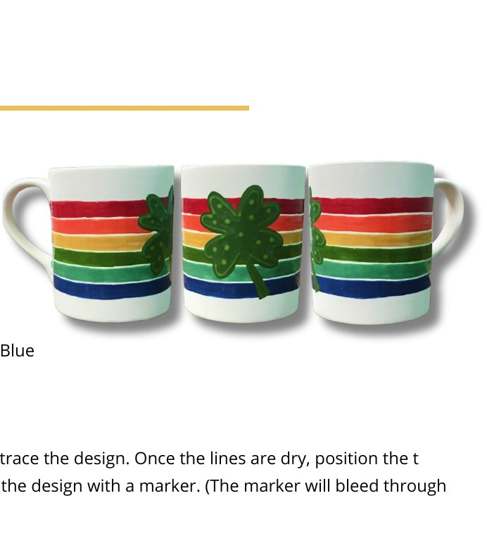 Blue
trace the design. Once the lines are dry, position the t
the design with a marker. (The marker will bleed through